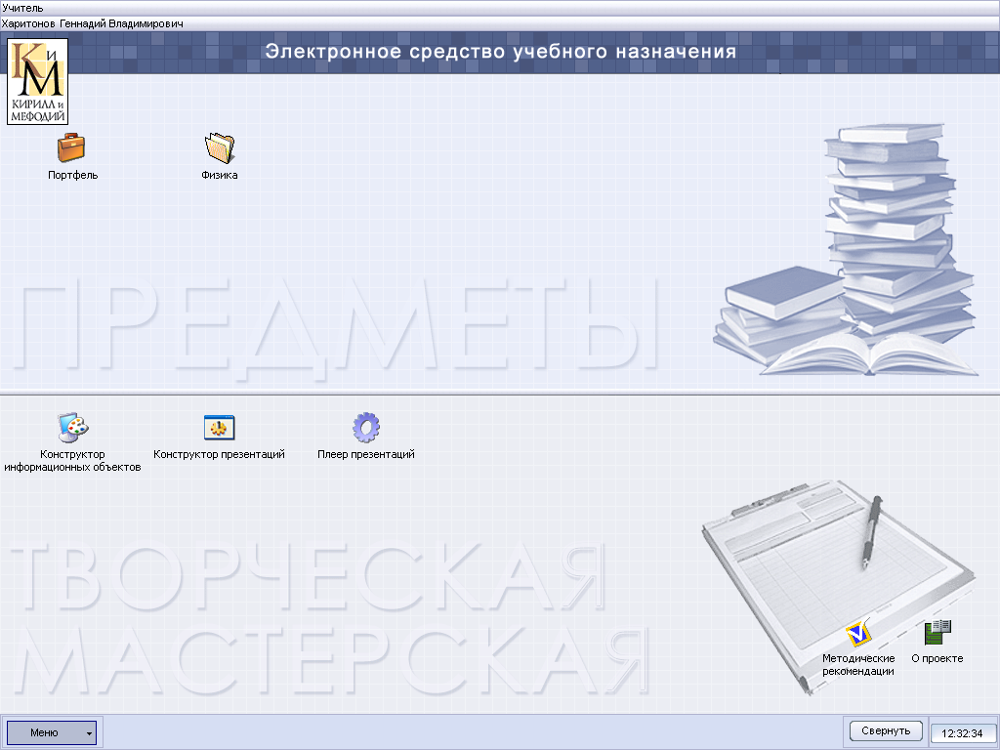 Учитель
Харитонов Геннадий Владимирович
Электронное средство учебного назначения
КиМ
КИРИЛЛ и
МЕФОДИЙ
Портфель
Физика
ПРЕДМЕТЫ
Конструктор
информационных объектов
Конструктор презентаций
Плеер презентаций
ТВОРЧЕСКАЯ
МАСТЕРСКАЯ
Методические
рекомендации
О проекте
Меню
Свернуть
12:32:34